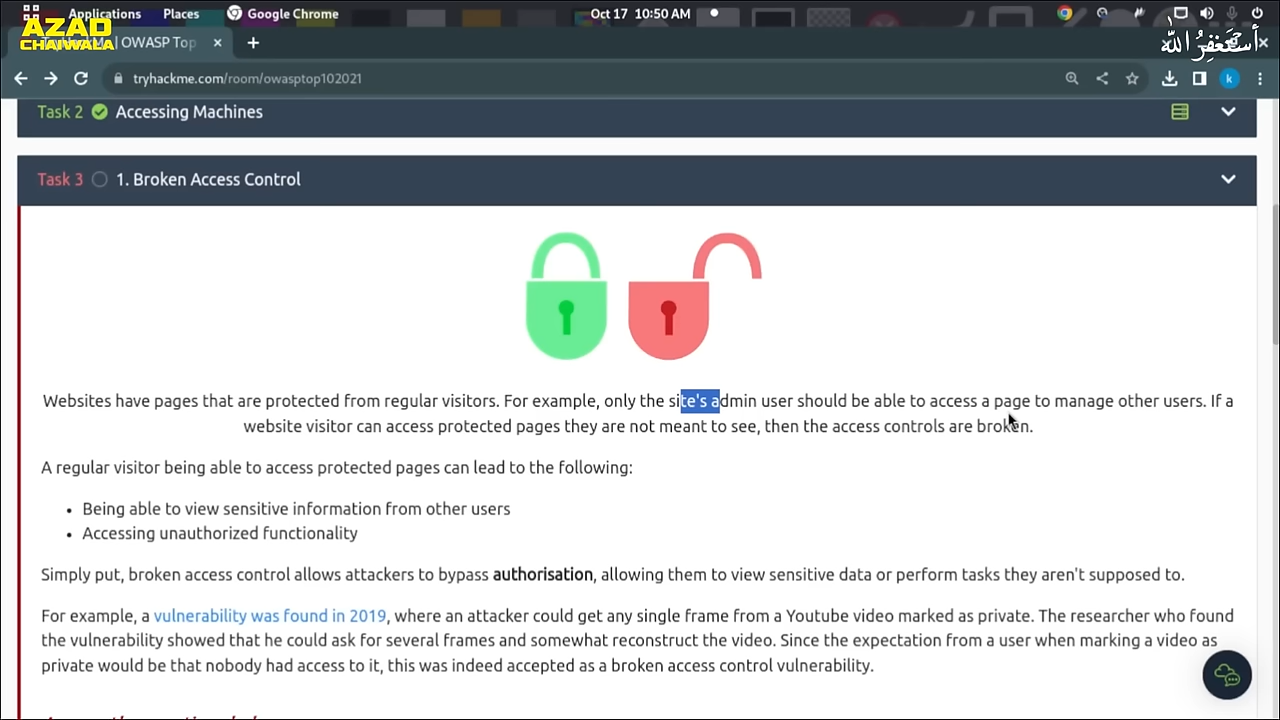 Applications Places Google Chrome Oct 17 10:50 AM
AZAD
CHAIWALA
أستغفر الله
OWASP Top
tryhackme.com/room/owasptop102021
k
Task 2 Accessing Machines
Task 3 1. Broken Access Control
Websites have pages that are protected from regular visitors. For example, only the site's admin user should be able to access a page to manage other users. If a
website visitor can access protected pages they are not meant to see, then the access controls are broken.
A regular visitor being able to access protected pages can lead to the following:
• Being able to view sensitive information from other users
• Accessing unauthorized functionality
Simply put, broken access control allows attackers to bypass authorisation, allowing them to view sensitive data or perform tasks they aren't supposed to.
For example, a vulnerability was found in 2019, where an attacker could get any single frame from a Youtube video marked as private. The researcher who found
the vulnerability showed that he could ask for several frames and somewhat reconstruct the video. Since the expectation from a user when marking a video as
private would be that nobody had access to it, this was indeed accepted as a broken access control vulnerability.